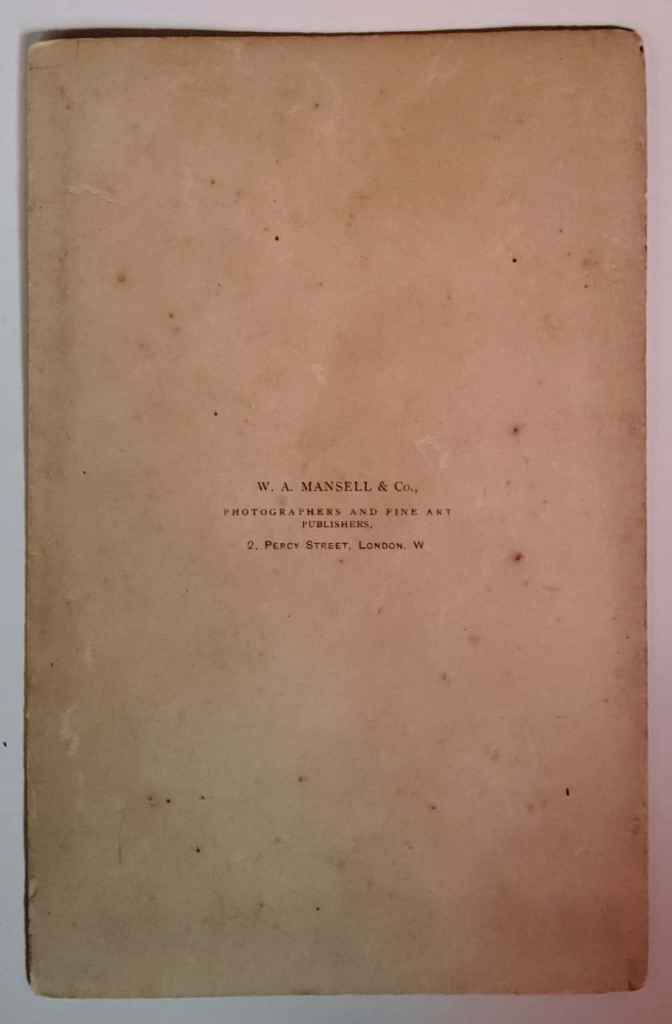 W. A. MANSELL & Co.,
PHOTOGRAPHERS AND FINE ART
PUBLISHERS,
2, PERCY STREET, LONDON, W